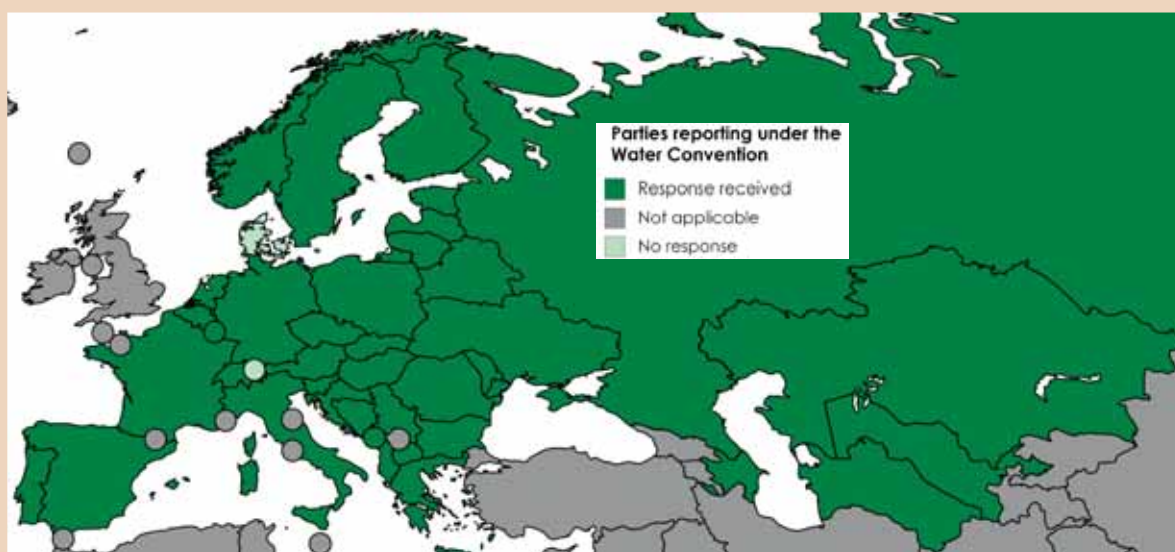 Parties reporting under the
Water Convention
Response received
Not applicable
No response